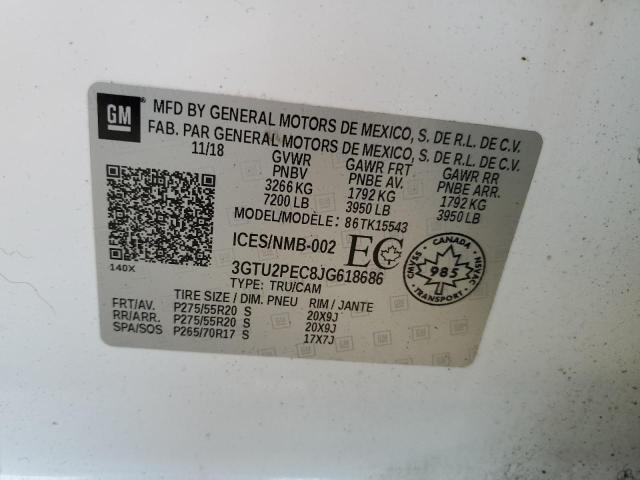 GM
MFD BY GENERAL MOTORS DE MEXICO, S. DE R.L. DE C.V.
FAB. PAR GENERAL MOTORS DE MEXICO, S. DE R.L. DE C.V.
11/18 GVWR GAWR FRT GAWR RR
PNBV PNBE AV. PNBE ARR.
3266 KG 1792 KG 1792 KG
7200 LB 3950 LB 3950 LB
MODEL/MODÈLE: 86TK15543
ICES/NMB-002 EC
140X
3GTU2PEC8JG618686
TYPE: TRU/CAM
CANADA
985
TRANSPORT
NSVAC
TIRE SIZE / DIM. PNEU RIM / JANTE
FRT/AV. P275/55R20 S 20X9J
RR/ARR. P275/55R20 S 20X9J
SPA/SOS P265/70R17 S 17X7J